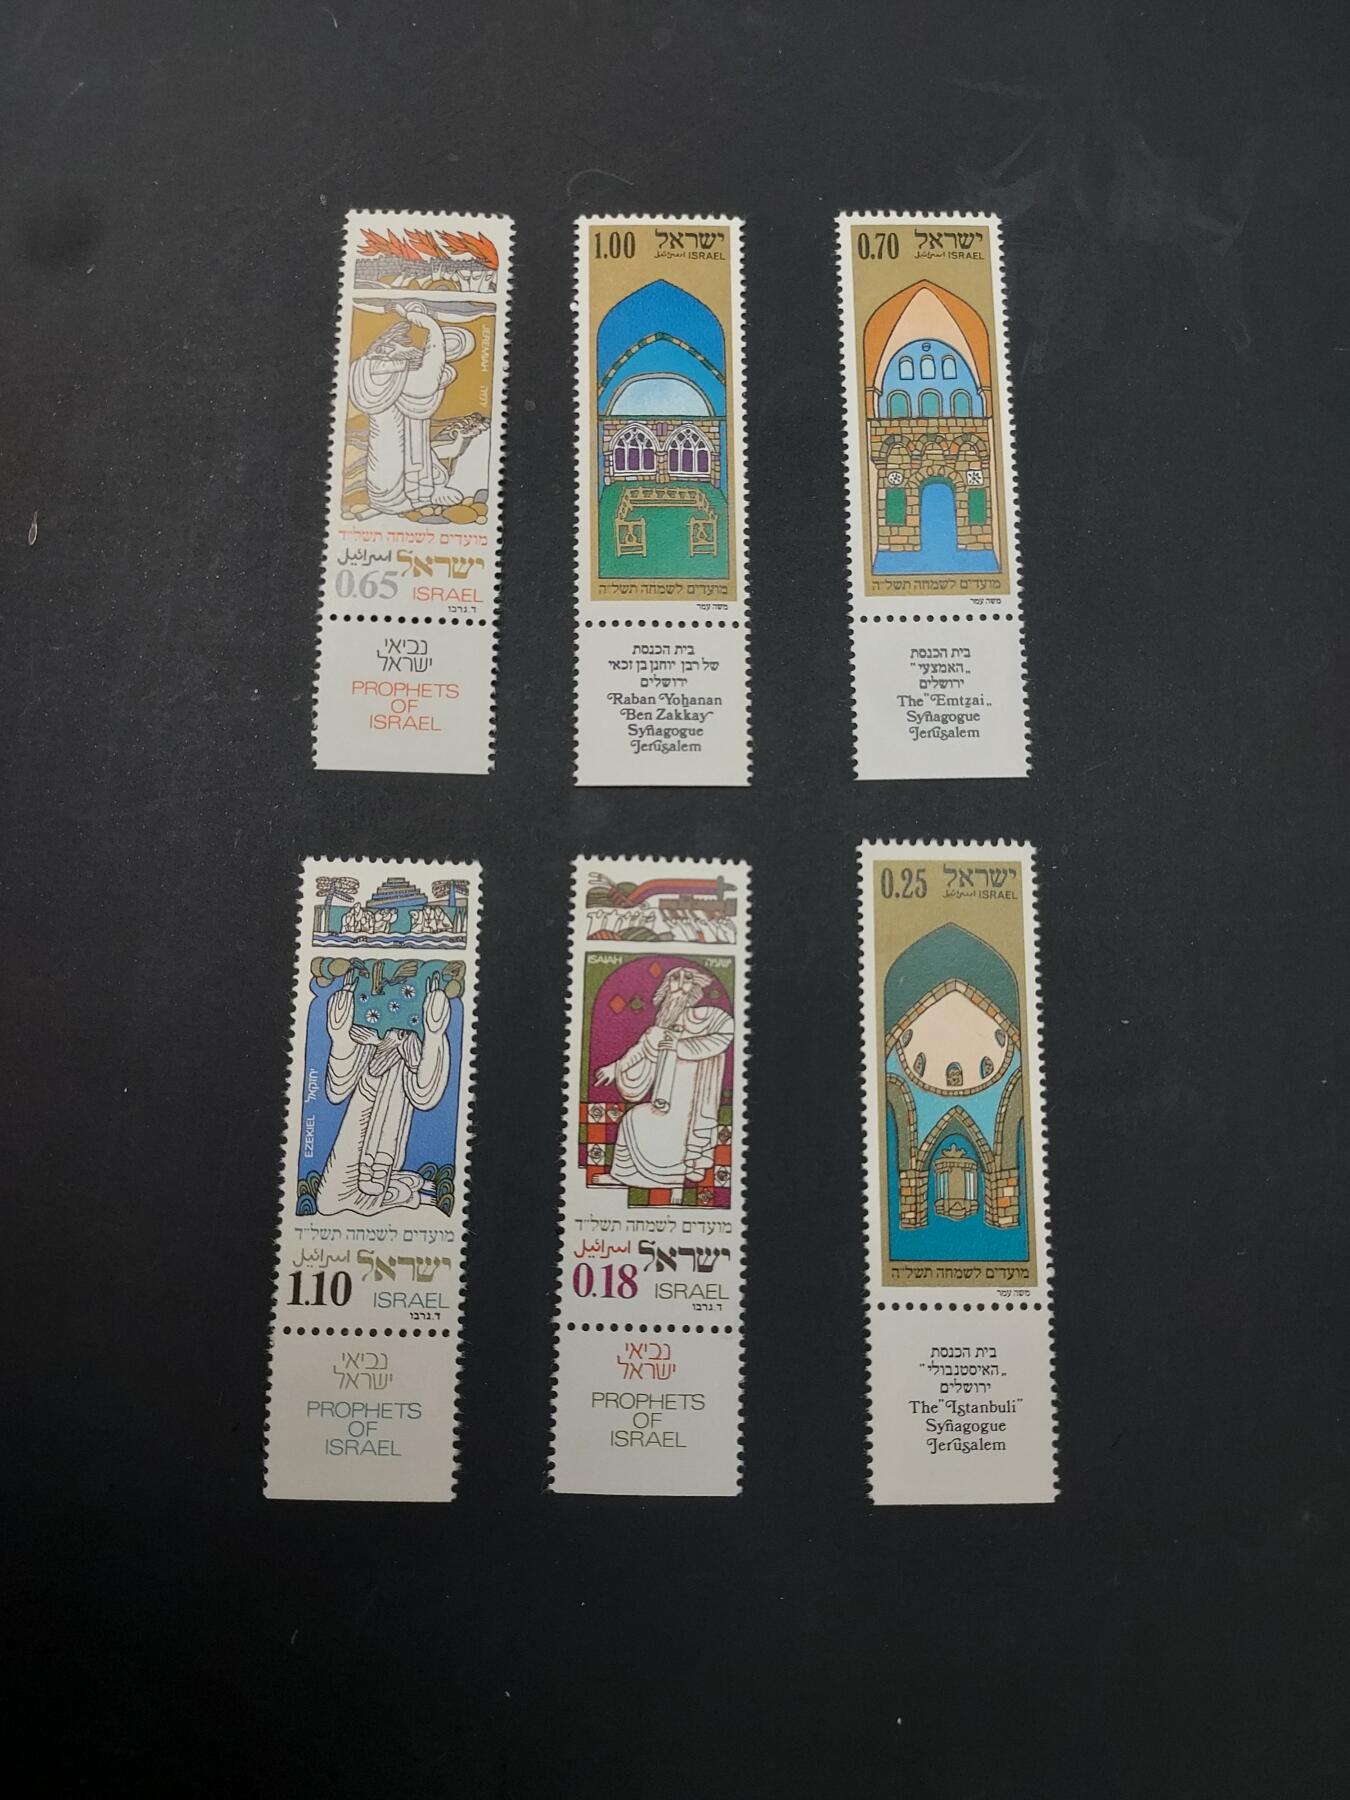 JEREMIAH ירמיה
מועדים לשמחה תשל״ד
ישראל اسرائيل
0.65 ISRAEL
ד. גרבו
נביאי
ישראל
PROPHETS
OF
ISRAEL
1.00 ישראל
اسرائيل ISRAEL
מועדים לשמחה תשל״ה
משה עמר
בית הכנסת
של רבן יוחנן בן זכאי
ירושלים
Raban Yohanan
Ben Zakkay
Synagogue
Jerusalem
0.70 ישראל
اسرائيل ISRAEL
מועדים לשמחה תשל״ה
משה עמר
בית הכנסת
„האמצעי"
ירושלים
The "Emtzai„
Synagogue
Jerusalem
EZEKIEL יחזקאל
מועדים לשמחה תשל״ד
ישראל اسرائيل
1.10 ISRAEL
ד. גרבו
נביאי
ישראל
PROPHETS
OF
ISRAEL
ISAIAH ישעיה
מועדים לשמחה תשל״ד
ישראל اسرائيل
0.18 ISRAEL
ד. גרבו
נביאי
ישראל
PROPHETS
OF
ISRAEL
0.25 ישראל
اسرائيل ISRAEL
מועדים לשמחה תשל״ה
משה עמר
בית הכנסת
„האיסטנבולי"
ירושלים
The "Istanbuli"
Synagogue
Jerusalem